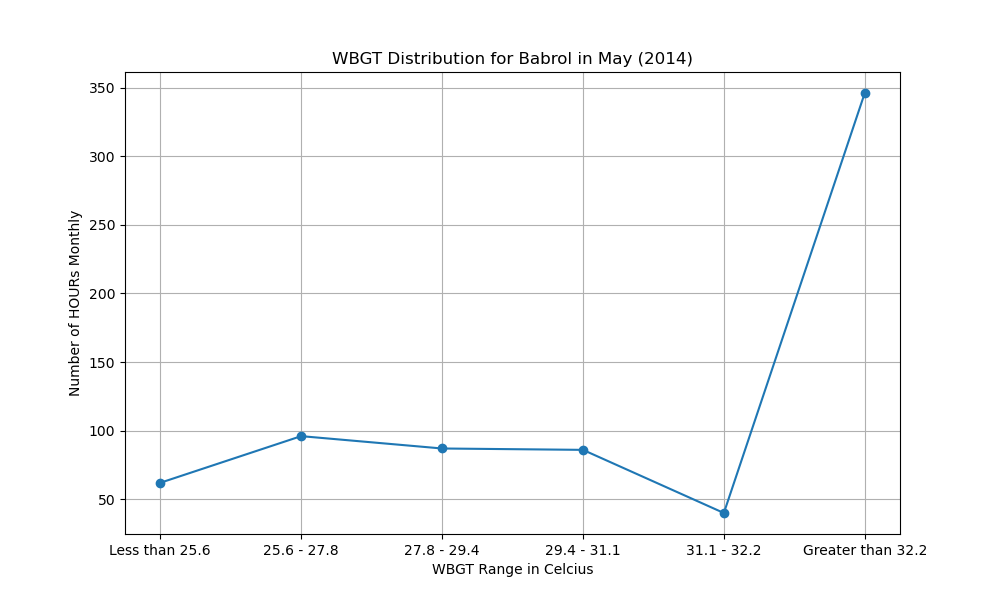 WBGT Distribution for Babrol in May (2014)
Number of HOURs Monthly
350
300
250
200
150
100
50
Less than 25.6
25.6 - 27.8
27.8 - 29.4
29.4 - 31.1
31.1 - 32.2
Greater than 32.2
WBGT Range in Celcius